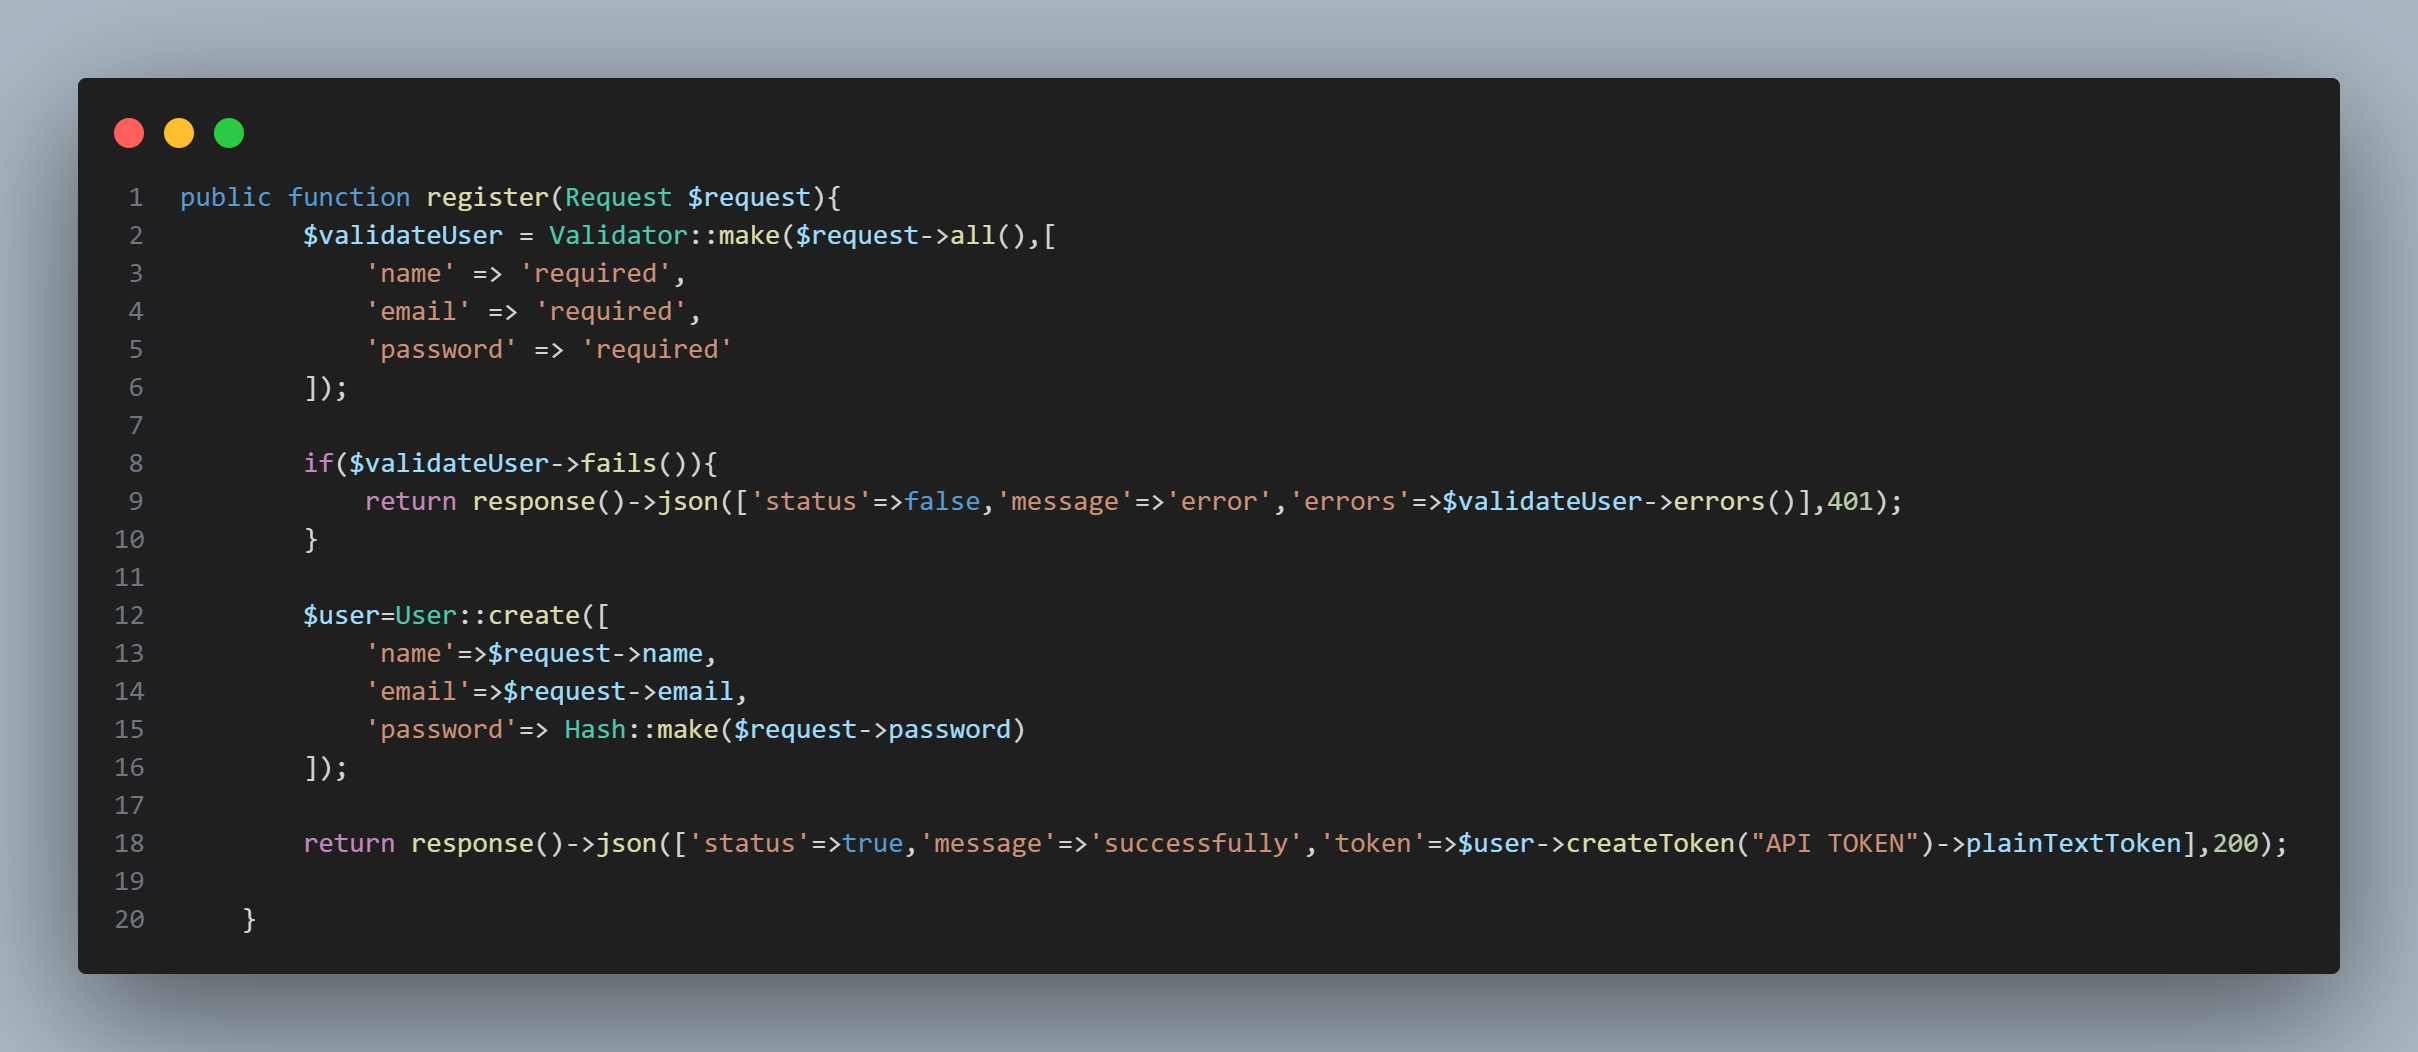 1 public function register(Request $request){
2 $validateUser = Validator::make($request->all(),[
3 'name' => 'required',
4 'email' => 'required',
5 'password' => 'required'
6 ]);
7
8 if($validateUser->fails()){
9 return response()->json(['status'=>false,'message'=>'error','errors'=>$validateUser->errors()],401);
10 }
11
12 $user=User::create([
13 'name'=>$request->name,
14 'email'=>$request->email,
15 'password'=> Hash::make($request->password)
16 ]);
17
18 return response()->json(['status'=>true,'message'=>'successfully','token'=>$user->createToken("API TOKEN")->plainTextToken],200);
19
20 }